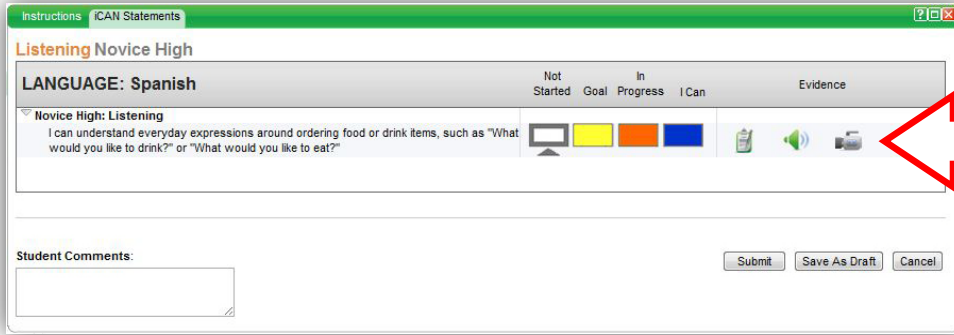 Instructions iCAN Statements
Listening Novice High
LANGUAGE: Spanish
Not Started Goal In Progress I Can Evidence
Novice High: Listening
I can understand everyday expressions around ordering food or drink items, such as "What
would you like to drink?" or "What would you like to eat?"
Student Comments:
Submit Save As Draft Cancel